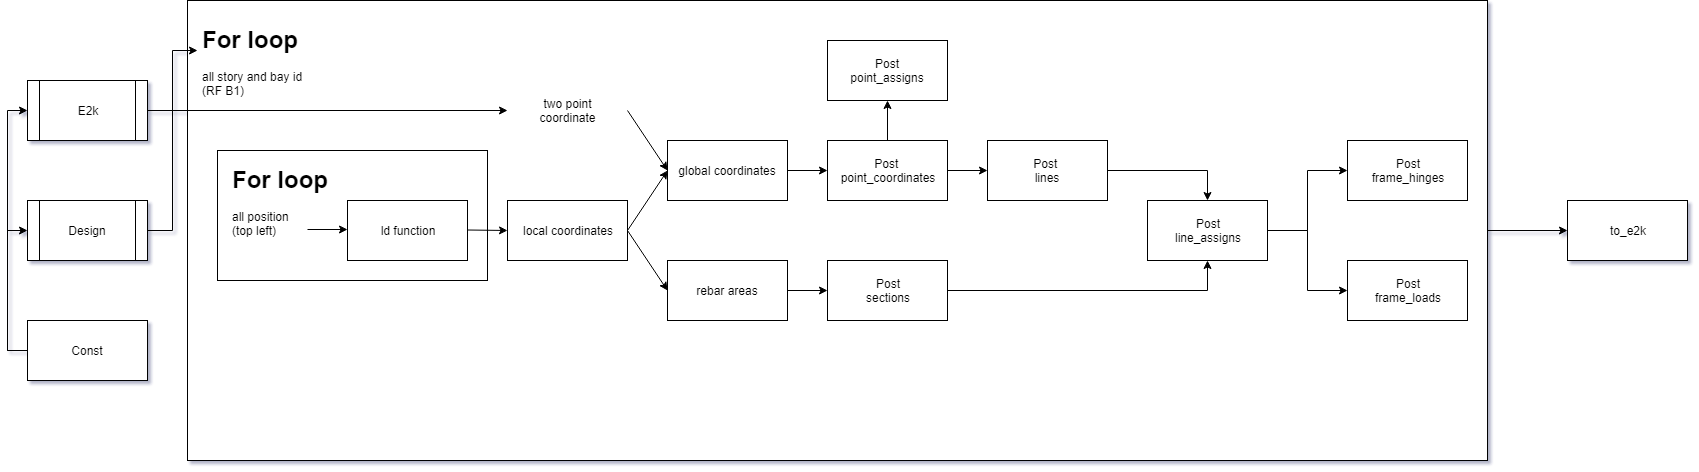 For loop
all story and bay id
(RF B1)
E2k
two point
coordinate
Post
point_assigns
For loop
all position
(top left)
ld function
local coordinates
global coordinates
Post
point_coordinates
Post
lines
Post
line_assigns
Post
frame_hinges
Design
rebar areas
Post
sections
Post
frame_loads
to_e2k
Const